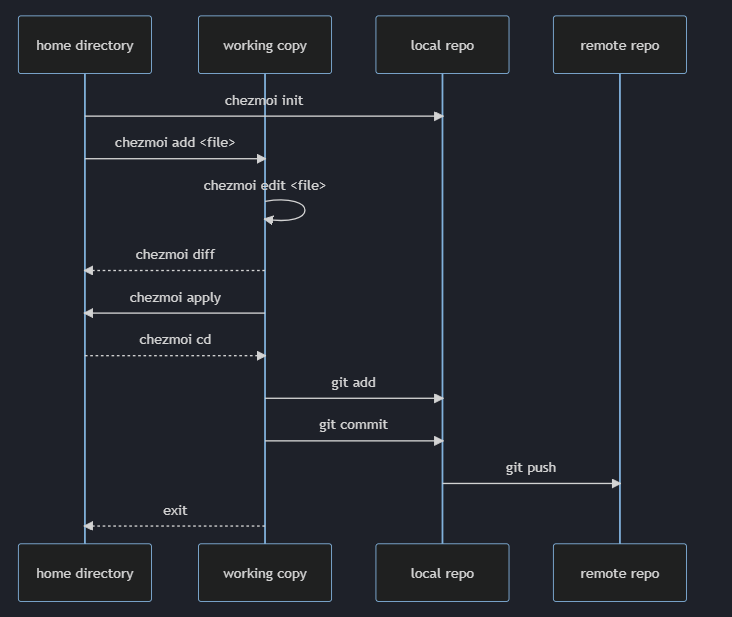 home directory
working copy
local repo
remote repo
chezmoi init
chezmoi add <file>
chezmoi edit <file>
chezmoi diff
chezmoi apply
chezmoi cd
git add
git commit
git push
exit
home directory
working copy
local repo
remote repo